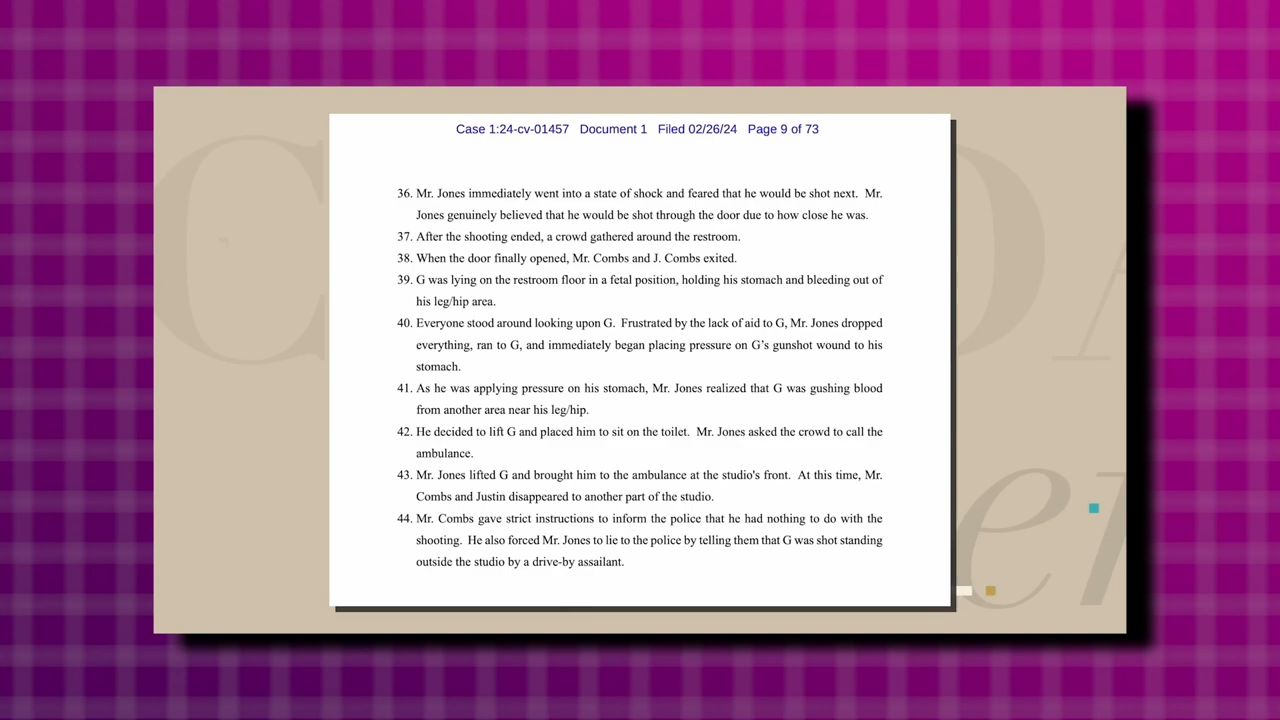 Case 1:24-cv-01457 Document 1 Filed 02/26/24 Page 9 of 73
36. Mr. Jones immediately went into a state of shock and feared that he would be shot next. Mr.
Jones genuinely believed that he would be shot through the door due to how close he was.
37. After the shooting ended, a crowd gathered around the restroom.
38. When the door finally opened, Mr. Combs and J. Combs exited.
39. G was lying on the restroom floor in a fetal position, holding his stomach and bleeding out of
his leg/hip area.
40. Everyone stood around looking upon G. Frustrated by the lack of aid to G, Mr. Jones dropped
everything, ran to G, and immediately began placing pressure on G’s gunshot wound to his
stomach.
41. As he was applying pressure on his stomach, Mr. Jones realized that G was gushing blood
from another area near his leg/hip.
42. He decided to lift G and placed him to sit on the toilet. Mr. Jones asked the crowd to call the
ambulance.
43. Mr. Jones lifted G and brought him to the ambulance at the studio's front. At this time, Mr.
Combs and Justin disappeared to another part of the studio.
44. Mr. Combs gave strict instructions to inform the police that he had nothing to do with the
shooting. He also forced Mr. Jones to lie to the police by telling them that G was shot standing
outside the studio by a drive-by assailant.